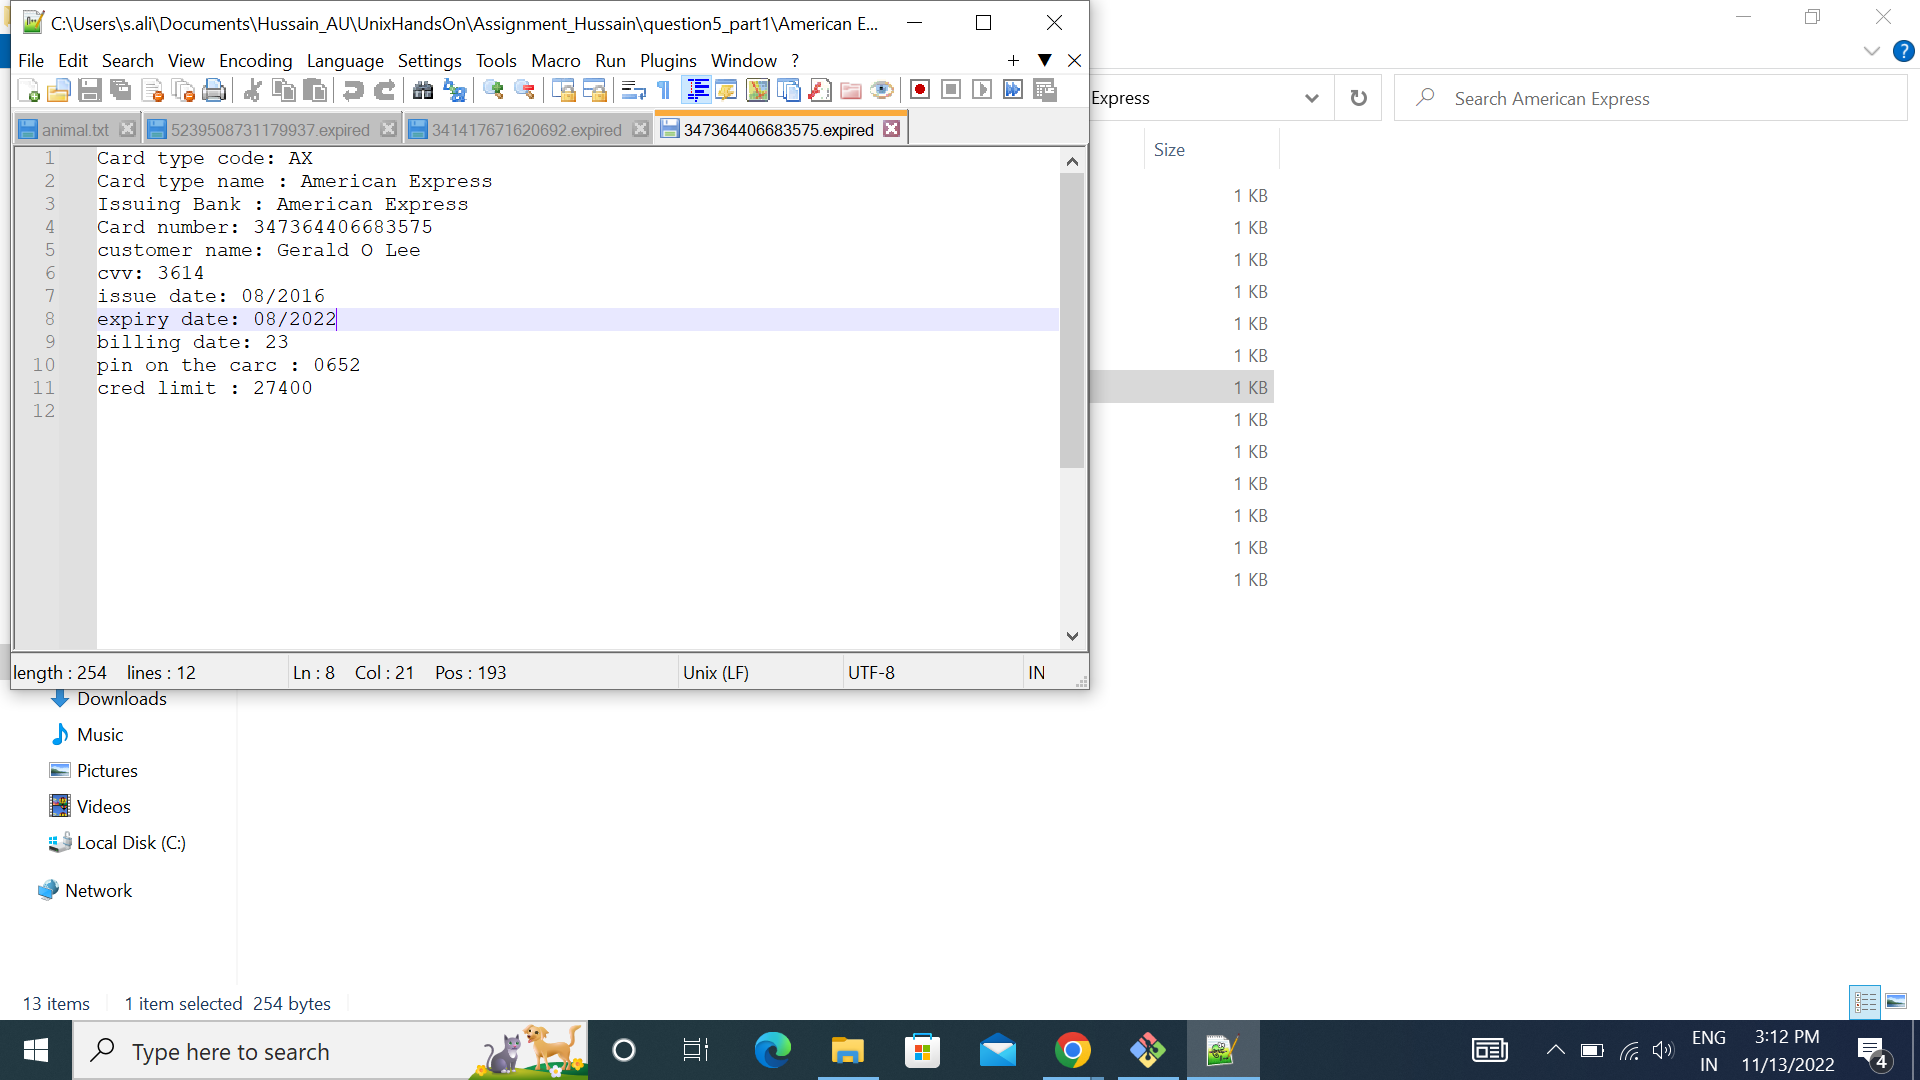 C:\Users\s.ali\Documents\Hussain_AU\UnixHandsOn\Assignment_Hussain\question5_part1\American E...
File Edit Search View Encoding Language Settings Tools Macro Run Plugins Window ?
animal.txt 5239508731179937.expired 341417671620692.expired 347364406683575.expired
1 Card type code: AX
2 Card type name : American Express
3 Issuing Bank : American Express
4 Card number: 347364406683575
5 customer name: Gerald O Lee
6 cvv: 3614
7 issue date: 08/2016
8 expiry date: 08/2022
9 billing date: 23
10 pin on the carc : 0652
11 cred limit : 27400
12
length : 254 lines : 12 Ln : 8 Col : 21 Pos : 193 Unix (LF) UTF-8 IN
Express
Search American Express
Size
1 KB
1 KB
1 KB
1 KB
1 KB
1 KB
1 KB
1 KB
1 KB
1 KB
1 KB
1 KB
1 KB
Downloads
Music
Pictures
Videos
Local Disk (C:)
Network
13 items 1 item selected 254 bytes
Type here to search
ENG
IN
3:12 PM
11/13/2022
4